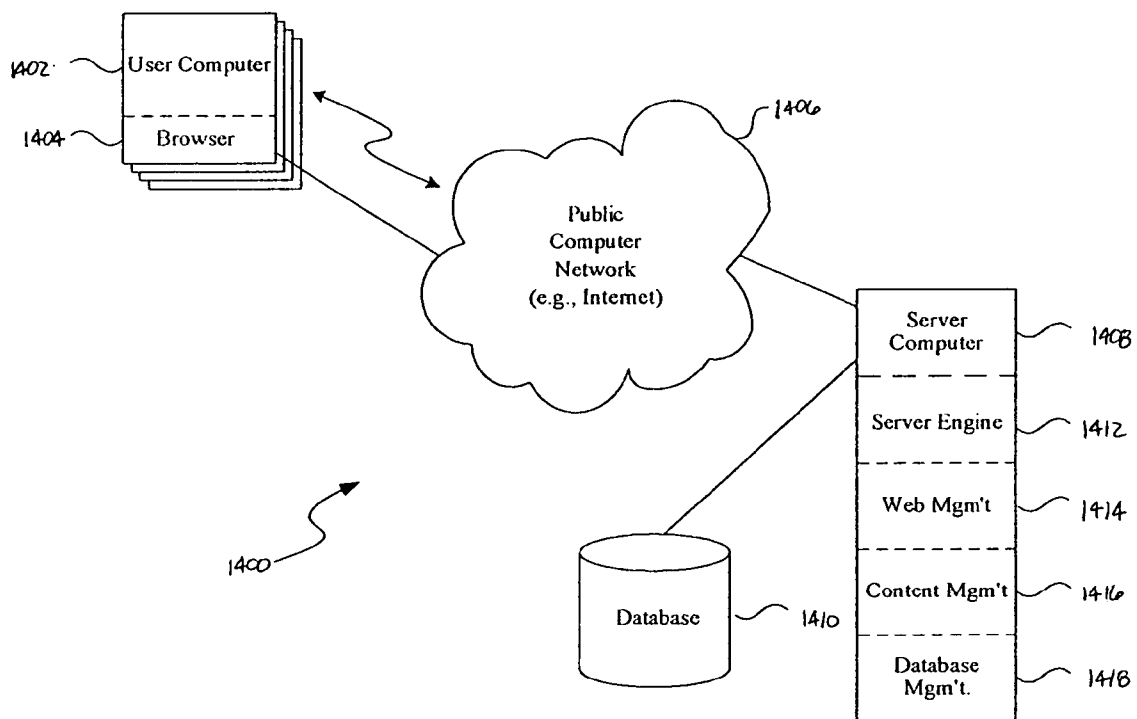 1402
User Computer
1404
Browser
1406
Public
Computer
Network
(e.g., Internet)
Server
Computer
1408
Server Engine
1412
Web Mgm't
1414
Content Mgm't
1416
Database
Mgm't.
1418
Database
1410
1400